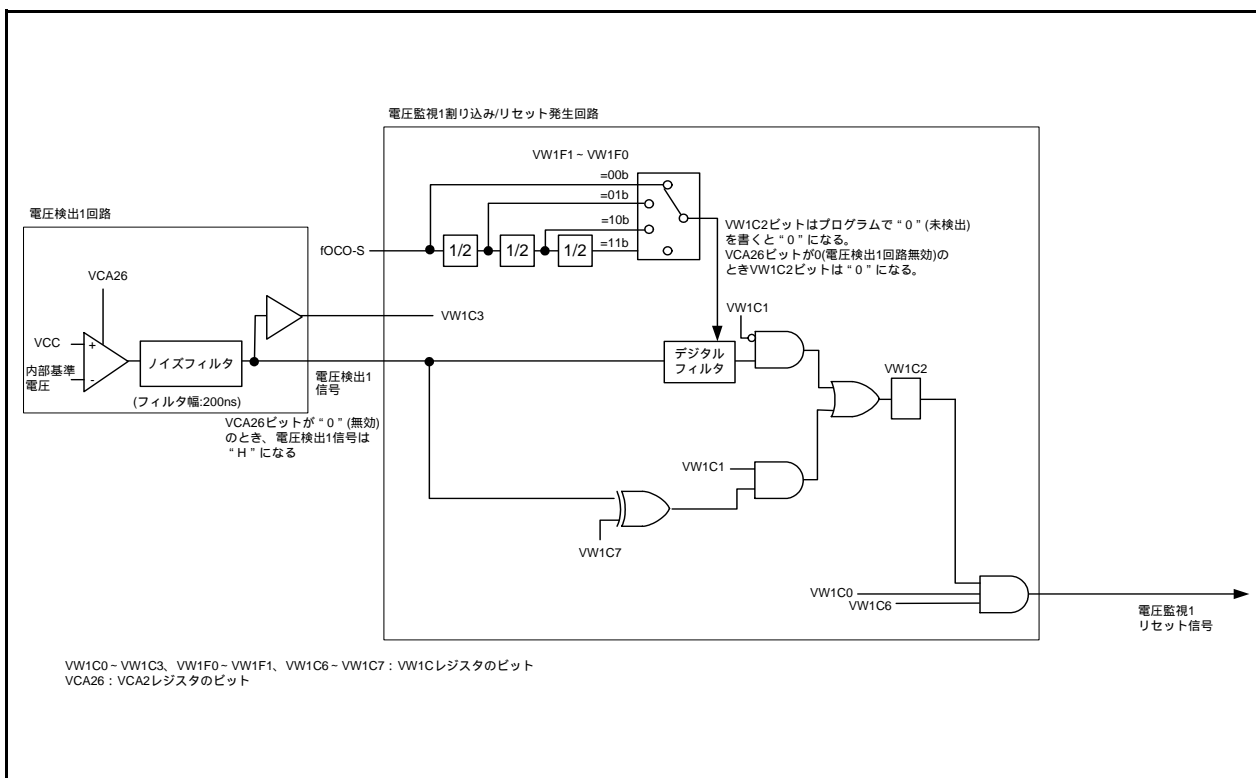 電圧監視1割り込み/リセット発生回路
VW1F1～VW1F0
=00b
=01b
=10b
=11b
fOCO-S
1/2
1/2
1/2
VW1C2ビットはプログラムで“0”(未検出)
を書くと“0”になる。
VCA26ビットが0(電圧検出1回路無効)の
ときVW1C2ビットは“0”になる。
電圧検出1回路
VCA26
VCC
+
内部基準
電圧
-
ノイズフィルタ
(フィルタ幅:200ns)
VW1C3
電圧検出1
信号
VCA26ビットが“0”(無効)
のとき、電圧検出1信号は
“H”になる
デジタル
フィルタ
VW1C1
VW1C2
VW1C1
VW1C7
VW1C0
VW1C6
電圧監視1
リセット信号
VW1C0～VW1C3、VW1F0～VW1F1、VW1C6～VW1C7：VW1Cレジスタのビット
VCA26：VCA2レジスタのビット